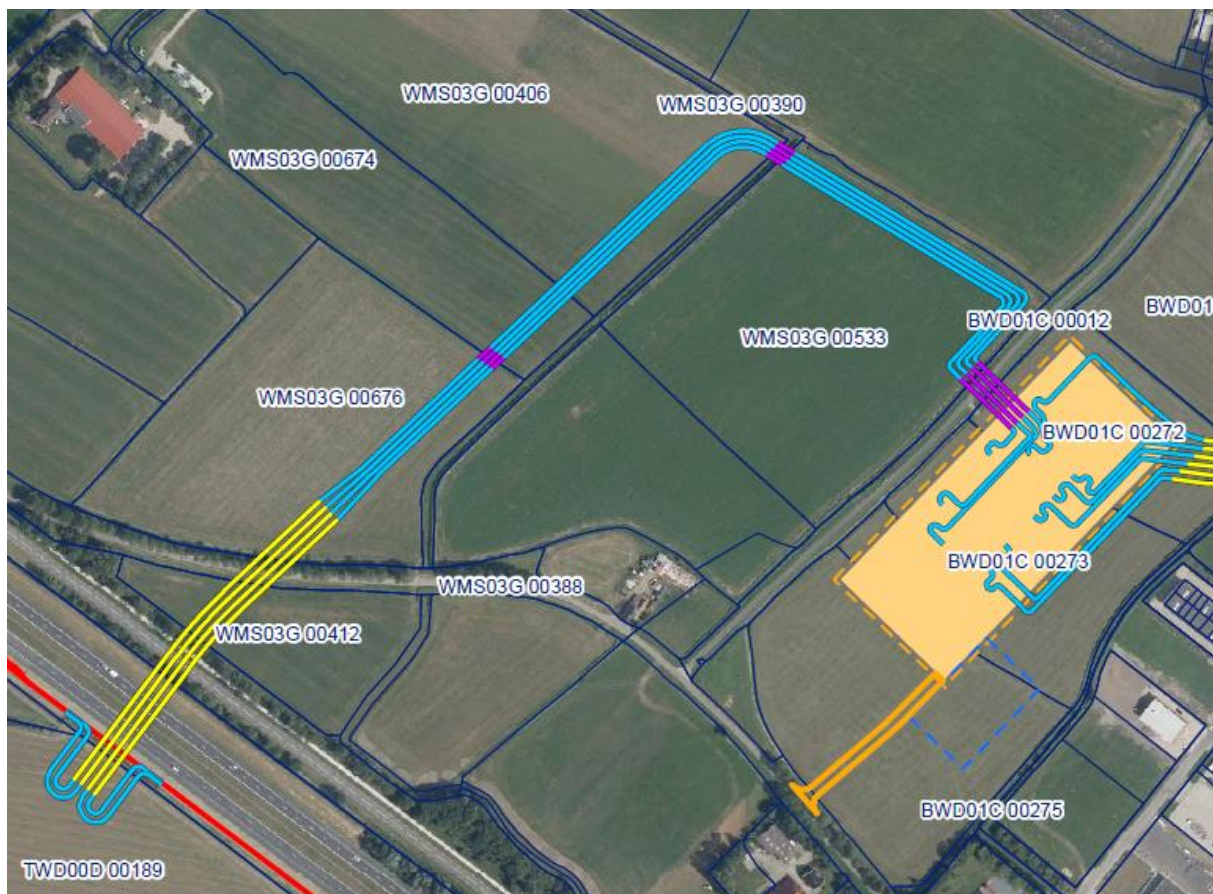 WMS03G 00406
WMS03G 00390
WMS03G 00674
BWD01
BWD01C 00012
WMS03G 00533
WMS03G 00676
BWD01C 00272
BWD01C 00273
WMS03G 00388
WMS03G 00412
BWD01C 00275
TWD00D 00189